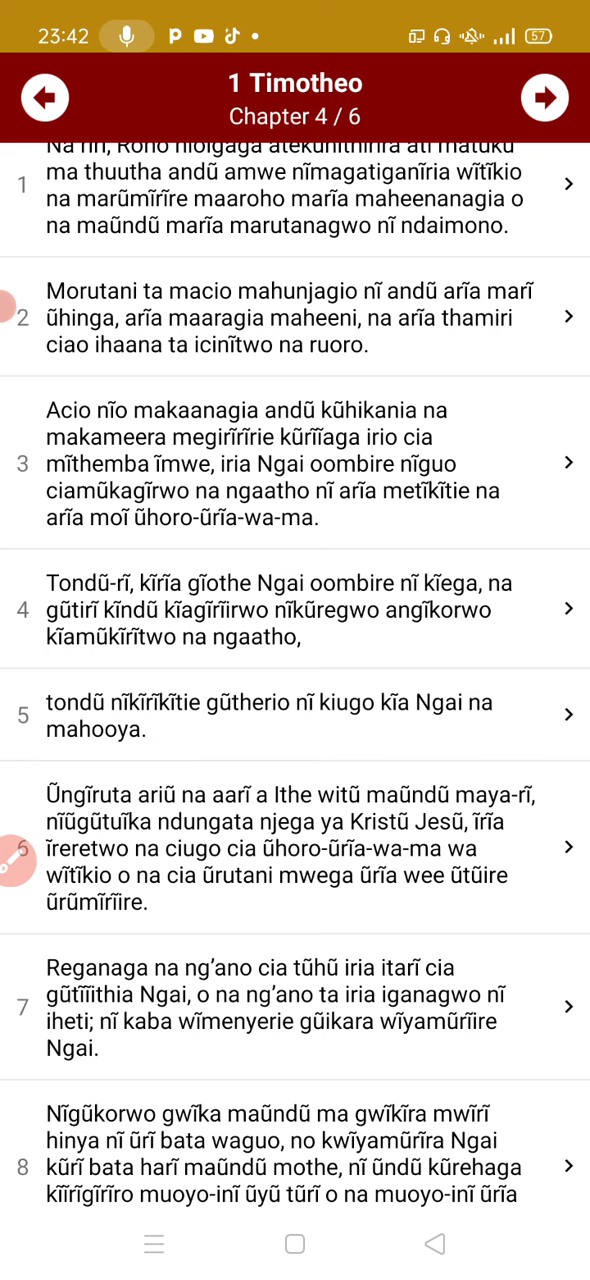 23:42
57
1 Timotheo
Chapter 4 / 6
1
ma thuutha andũ amwe nĩmagatiganĩria wĩtĩkio
na marũmĩrĩre maaroho marĩa maheenanagia o
na maũndũ marĩa marutanagwo nĩ ndaimono.
Morutani ta macio mahunjagio nĩ andũ arĩa marĩ
2 ũhinga, arĩa maaragia maheeni, na arĩa thamiri
ciao ihaana ta icinĩtwo na ruoro.
Acio nĩo makaanagia andũ kũhikania na
makameera megirĩrĩrie kũrĩĩaga irio cia
3 mĩthemba ĩmwe, iria Ngai oombire nĩguo
ciamũkagĩrwo na ngaatho nĩ arĩa metĩkĩtie na
arĩa moĩ ũhoro-ũrĩa-wa-ma.
Tondũ-rĩ, kĩrĩa gĩothe Ngai oombire nĩ kĩega, na
4 gũtirĩ kĩndũ kĩagĩrĩirwo nĩkũregwo angĩkorwo
kĩamũkĩrĩtwo na ngaatho,
5 tondũ nĩkĩrĩkĩtie gũtherio nĩ kiugo kĩa Ngai na
mahooya.
Ũngĩruta ariũ na aarĩ a Ithe witũ maũndũ maya-rĩ,
nĩũgũtuĩka ndungata njega ya Kristũ Jesũ, ĩrĩa
6 ĩreretwo na ciugo cia ũhoro-ũrĩa-wa-ma wa
wĩtĩkio o na cia ũrutani mwega ũrĩa wee ũtũire
ũrũmĩrĩire.
Reganaga na ng'ano cia tũhũ iria itarĩ cia
7 gũtĩĩithia Ngai, o na ng'ano ta iria iganagwo nĩ
iheti; nĩ kaba wĩmenyerie gũikara wĩyamũrĩire
Ngai.
Nĩgũkorwo gwĩka maũndũ ma gwĩkĩra mwĩrĩ
hinya nĩ ũrĩ bata waguo, no kwĩyamũrĩra Ngai
8 kũrĩ bata harĩ maũndũ mothe, nĩ ũndũ kũrehaga
kĩĩrĩgĩrĩro muoyo-inĩ ũyũ tũrĩ o na muoyo-inĩ ũrĩa